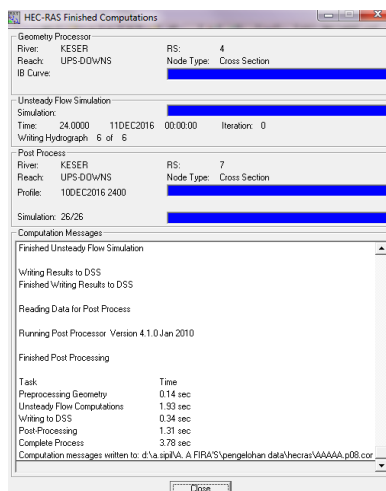 HEC-RAS Finished Computations
Geometry Processor
River: KESER RS: 4
Reach: UPS-DOWNS Node Type: Cross Section
IB Curve:
Unsteady Flow Simulation
Simulation:
Time: 24.0000 11DEC2016 00:00:00 Iteration: 0
Writing Hydrograph 6 of 6
Post Process
River: KESER RS: 7
Reach: UPS-DOWNS Node Type: Cross Section
Profile: 10DEC2016 2400
Simulation: 26/26
Computation Messages
Finished Unsteady Flow Simulation
Writing Results to DSS
Finished Writing Results to DSS
Reading Data for Post Process
Running Post Processor Version 4.1.0 Jan 2010
Finished Post Processing
Task Time
Preprocessing Geometry 0.14 sec
Unsteady Flow Computations 1.93 sec
Writing to DSS 0.34 sec
Post-Processing 1.31 sec
Complete Process 3.78 sec
Computation messages written to: d:\a.sipil\A. A FIRA'S\pengelohan data\hecras\AAAAA.p08.cor
Close